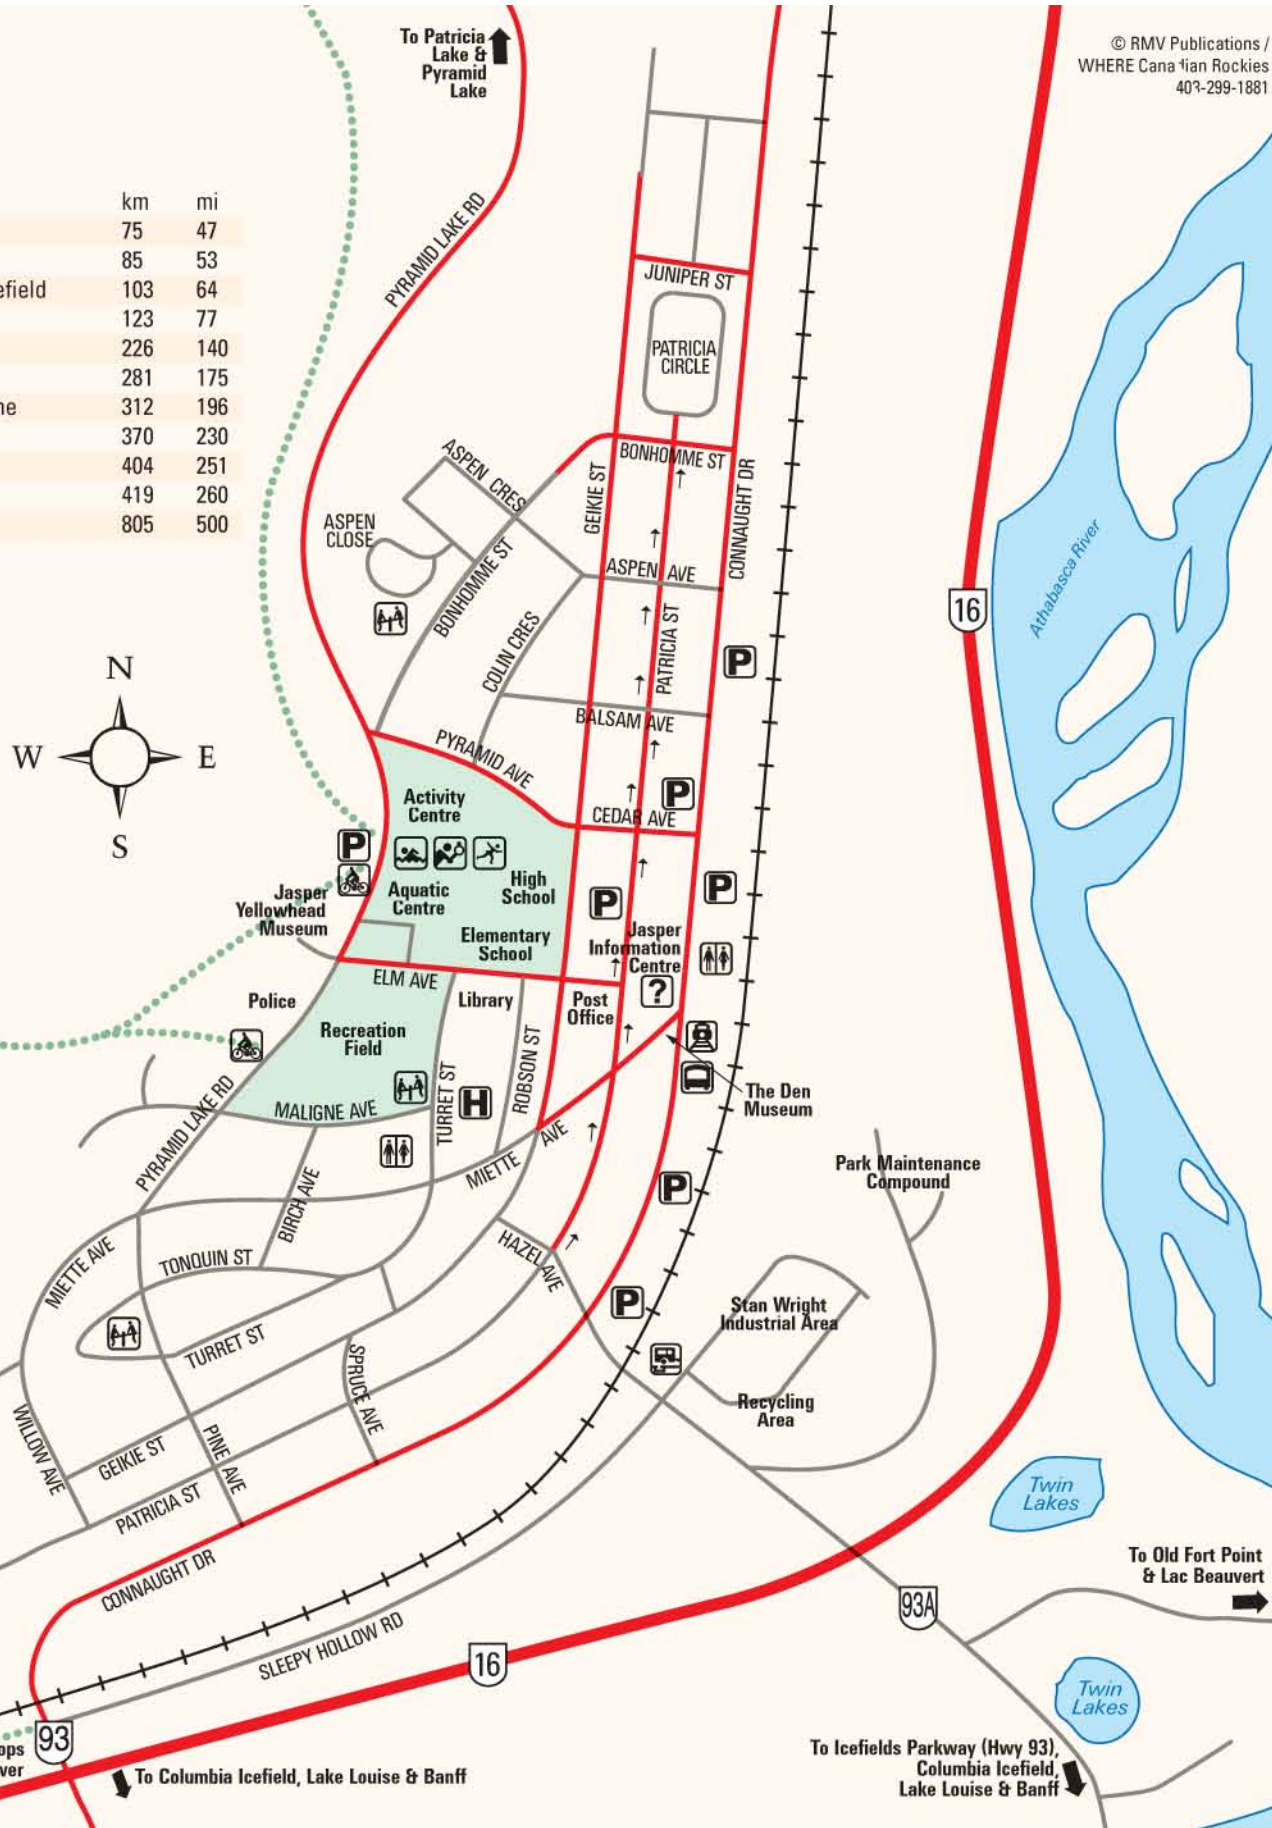 To Patricia
Lake &
Pyramid
Lake
© RMV Publications /
WHERE Canadian Rockies
403-299-1881
km mi
75 47
85 53
efield 103 64
123 77
226 140
281 175
ne 312 196
370 230
404 251
419 260
805 500
PYRAMID LAKE RD
JUNIPER ST
PATRICIA
CIRCLE
BONHOMME ST
ASPEN CRES
GEIKIE ST
CONNAUGHT DR
ASPEN
CLOSE
BONHOMME ST
ASPEN AVE
Athabasca River
16
COLIN CRES
PATRICIA ST
P
N
W E
S
BALSAM AVE
PYRAMID AVE
P
CEDAR AVE
Activity
Centre
P
Aquatic
Centre
High
School
P
P
Jasper
Yellowhead
Museum
Elementary
School
Jasper
Information
Centre
?
ELM AVE
Police
Library
Post
Office
Recreation
Field
ROBSON ST
TURRET ST
H
The Den
Museum
MALIGNE AVE
PYRAMID LAKE RD
MIETTE AVE
BIRCH AVE
P
Park Maintenance
Compound
MIETTE AVE
TONQUIN ST
HAZEL AVE
P
Stan Wright
Industrial Area
TURRET ST
SPRUCE AVE
Recycling
Area
WILLOW AVE
GEIKIE ST
PINE AVE
PATRICIA ST
Twin
Lakes
CONNAUGHT DR
To Old Fort Point
& Lac Beauvert
93A
SLEEPY HOLLOW RD
16
Twin
Lakes
93
ops
ver
To Columbia Icefield, Lake Louise & Banff
To Icefields Parkway (Hwy 93),
Columbia Icefield,
Lake Louise & Banff